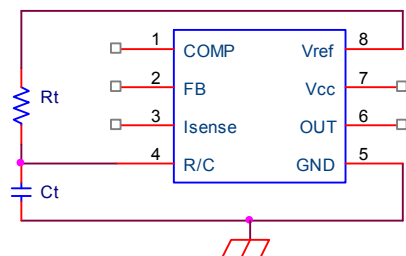 1 COMP Vref 8
Rt 2 FB Vcc 7
3 Isense OUT 6
4 R/C GND 5
Ct